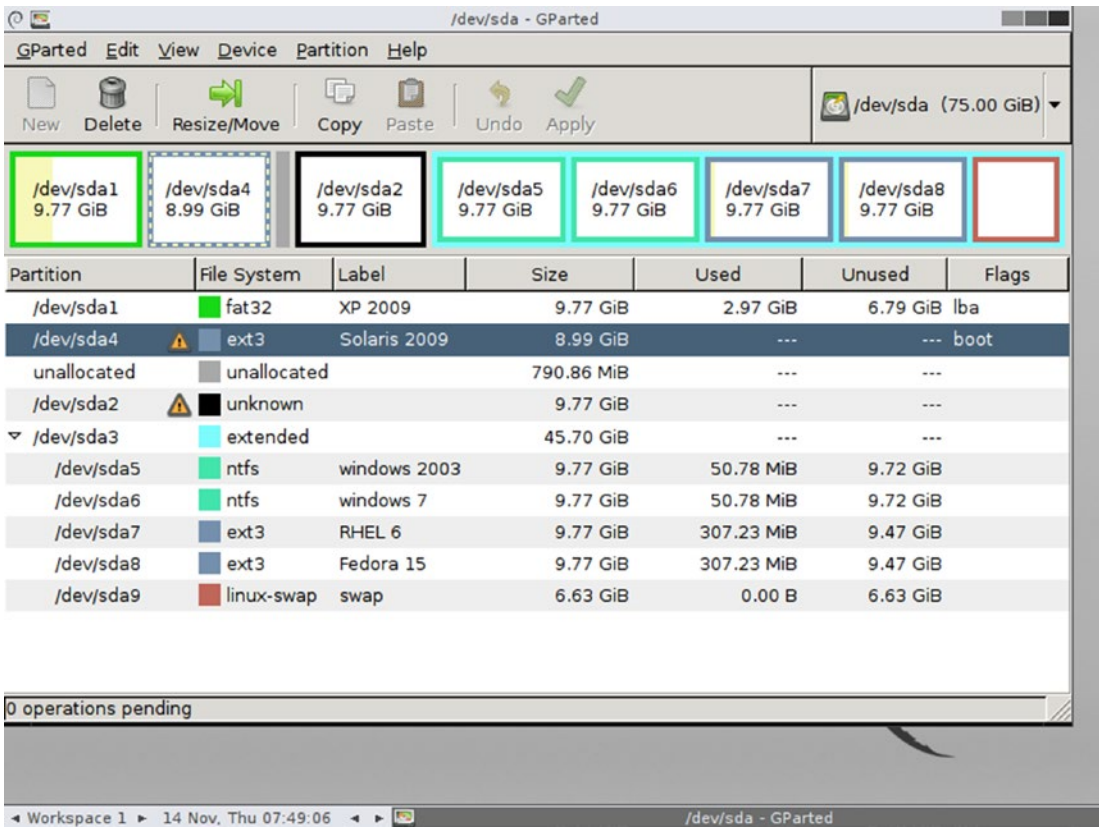 /dev/sda - GParted
GParted Edit View Device Partition Help
New Delete Resize/Move Copy Paste Undo Apply /dev/sda (75.00 GiB)
/dev/sda1 /dev/sda4 /dev/sda2 /dev/sda5 /dev/sda6 /dev/sda7 /dev/sda8
9.77 GiB 8.99 GiB 9.77 GiB 9.77 GiB 9.77 GiB 9.77 GiB 9.77 GiB
Partition File System Label Size Used Unused Flags
/dev/sda1 fat32 XP 2009 9.77 GiB 2.97 GiB 6.79 GiB lba
/dev/sda4 ext3 Solaris 2009 8.99 GiB --- --- boot
unallocated unallocated 790.86 MiB --- ---
/dev/sda2 unknown 9.77 GiB --- ---
/dev/sda3 extended 45.70 GiB --- ---
/dev/sda5 ntfs windows 2003 9.77 GiB 50.78 MiB 9.72 GiB
/dev/sda6 ntfs windows 7 9.77 GiB 50.78 MiB 9.72 GiB
/dev/sda7 ext3 RHEL 6 9.77 GiB 307.23 MiB 9.47 GiB
/dev/sda8 ext3 Fedora 15 9.77 GiB 307.23 MiB 9.47 GiB
/dev/sda9 linux-swap swap 6.63 GiB 0.00 B 6.63 GiB
0 operations pending
Workspace 1 14 Nov, Thu 07:49:06 /dev/sda - GParted